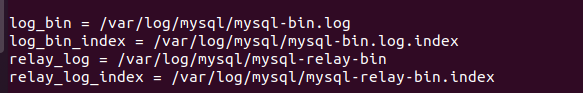 log_bin = /var/log/mysql/mysql-bin.log
log_bin_index = /var/log/mysql/mysql-bin.log.index
relay_log = /var/log/mysql/mysql-relay-bin
relay_log_index = /var/log/mysql/mysql-relay-bin.index